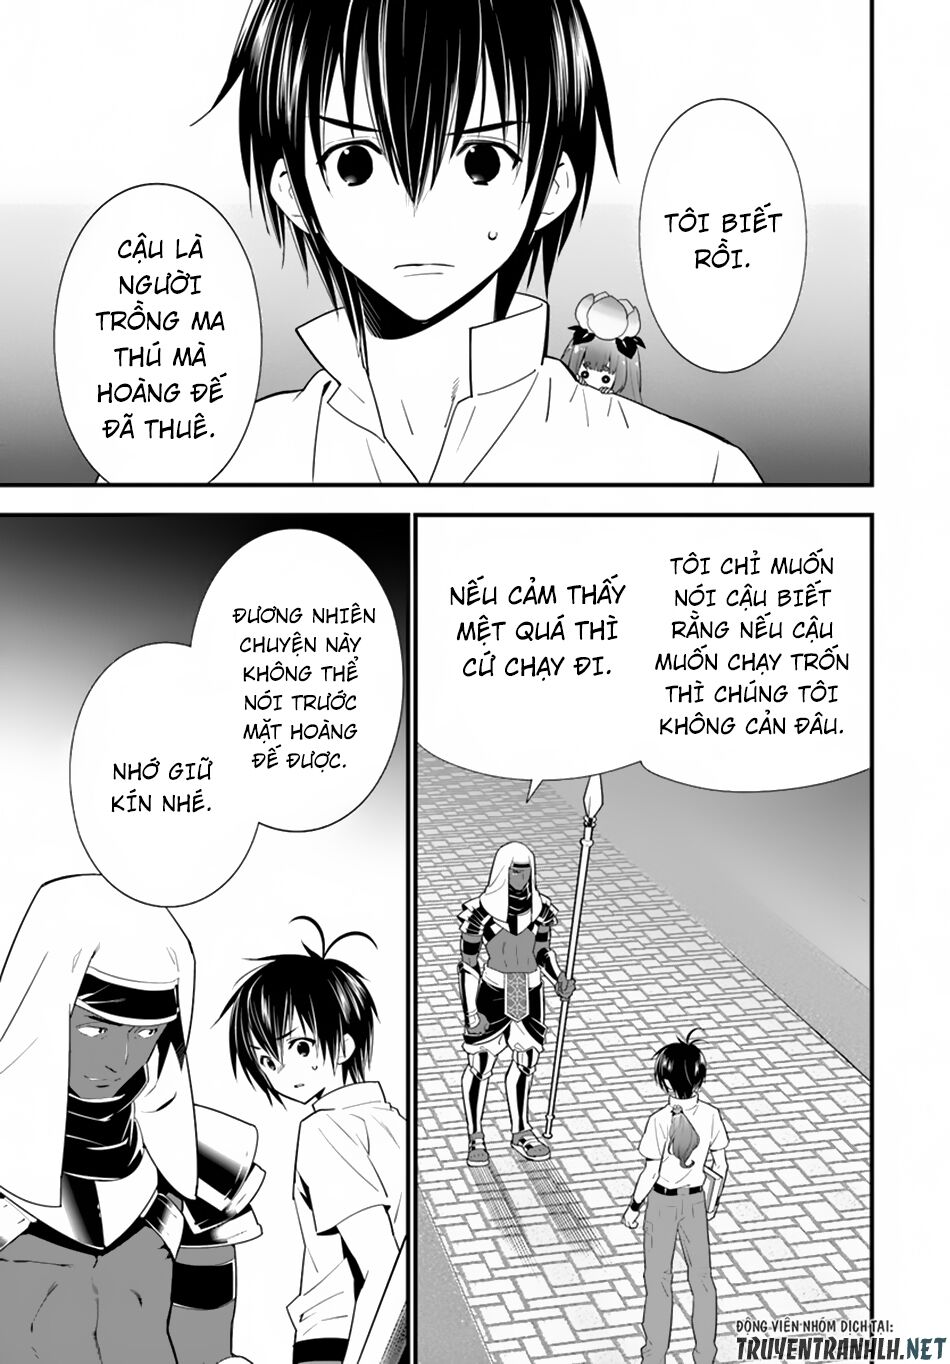 TÔI BIẾT
RỒI.
CẬU LÀ
NGƯỜI
TRỒNG MA
THÚ MÀ
HOÀNG ĐẾ
ĐÃ THUÊ.
TÔI CHỈ MUỐN
NÓI CẬU BIẾT
RẰNG NẾU CẬU
MUỐN CHẠY TRỐN
THÌ CHÚNG TÔI
KHÔNG CẢN ĐÂU.
NẾU CẢM THẤY
MỆT QUÁ THÌ
CỨ CHẠY ĐI.
ĐƯƠNG NHIÊN
CHUYỆN NÀY
KHÔNG THỂ
NÓI TRƯỚC
MẶT HOÀNG
ĐẾ ĐƯỢC.
NHỚ GIỮ
KÍN NHÉ.
ĐỘNG VIÊN NHÓM DỊCH TẠI:
TRUYENTRANHLH.NET